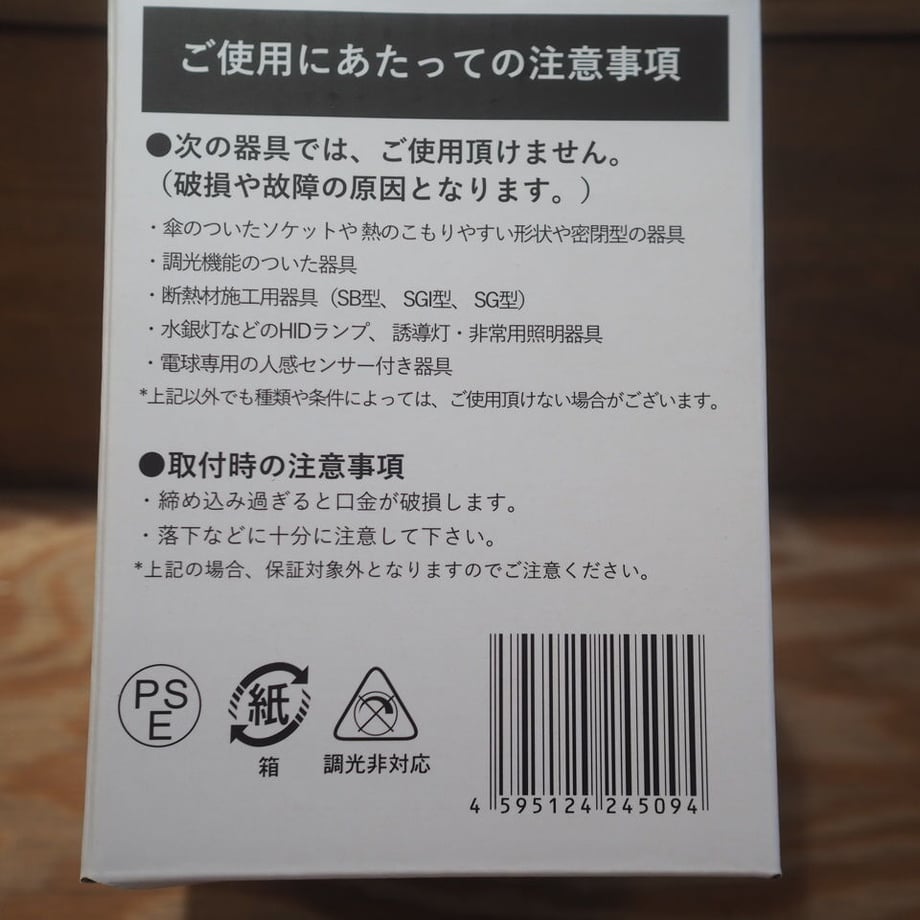 ご使用にあたっての注意事項
●次の器具では、ご使用頂けません。
（破損や故障の原因となります。）
・傘のついたソケットや 熱のこもりやすい形状や密閉型の器具
・調光機能のついた器具
・断熱材施工用器具（SB型、 SGI型、 SG型）
・水銀灯などのHIDランプ、 誘導灯・非常用照明器具
・電球専用の人感センサー付き器具
*上記以外でも種類や条件によっては、ご使用頂けない場合がございます。
●取付時の注意事項
・締め込み過ぎると口金が破損します。
・落下などに十分に注意して下さい。
*上記の場合、保証対象外となりますのでご注意ください。
PS
E
紙
箱
調光非対応
4 595124 245094